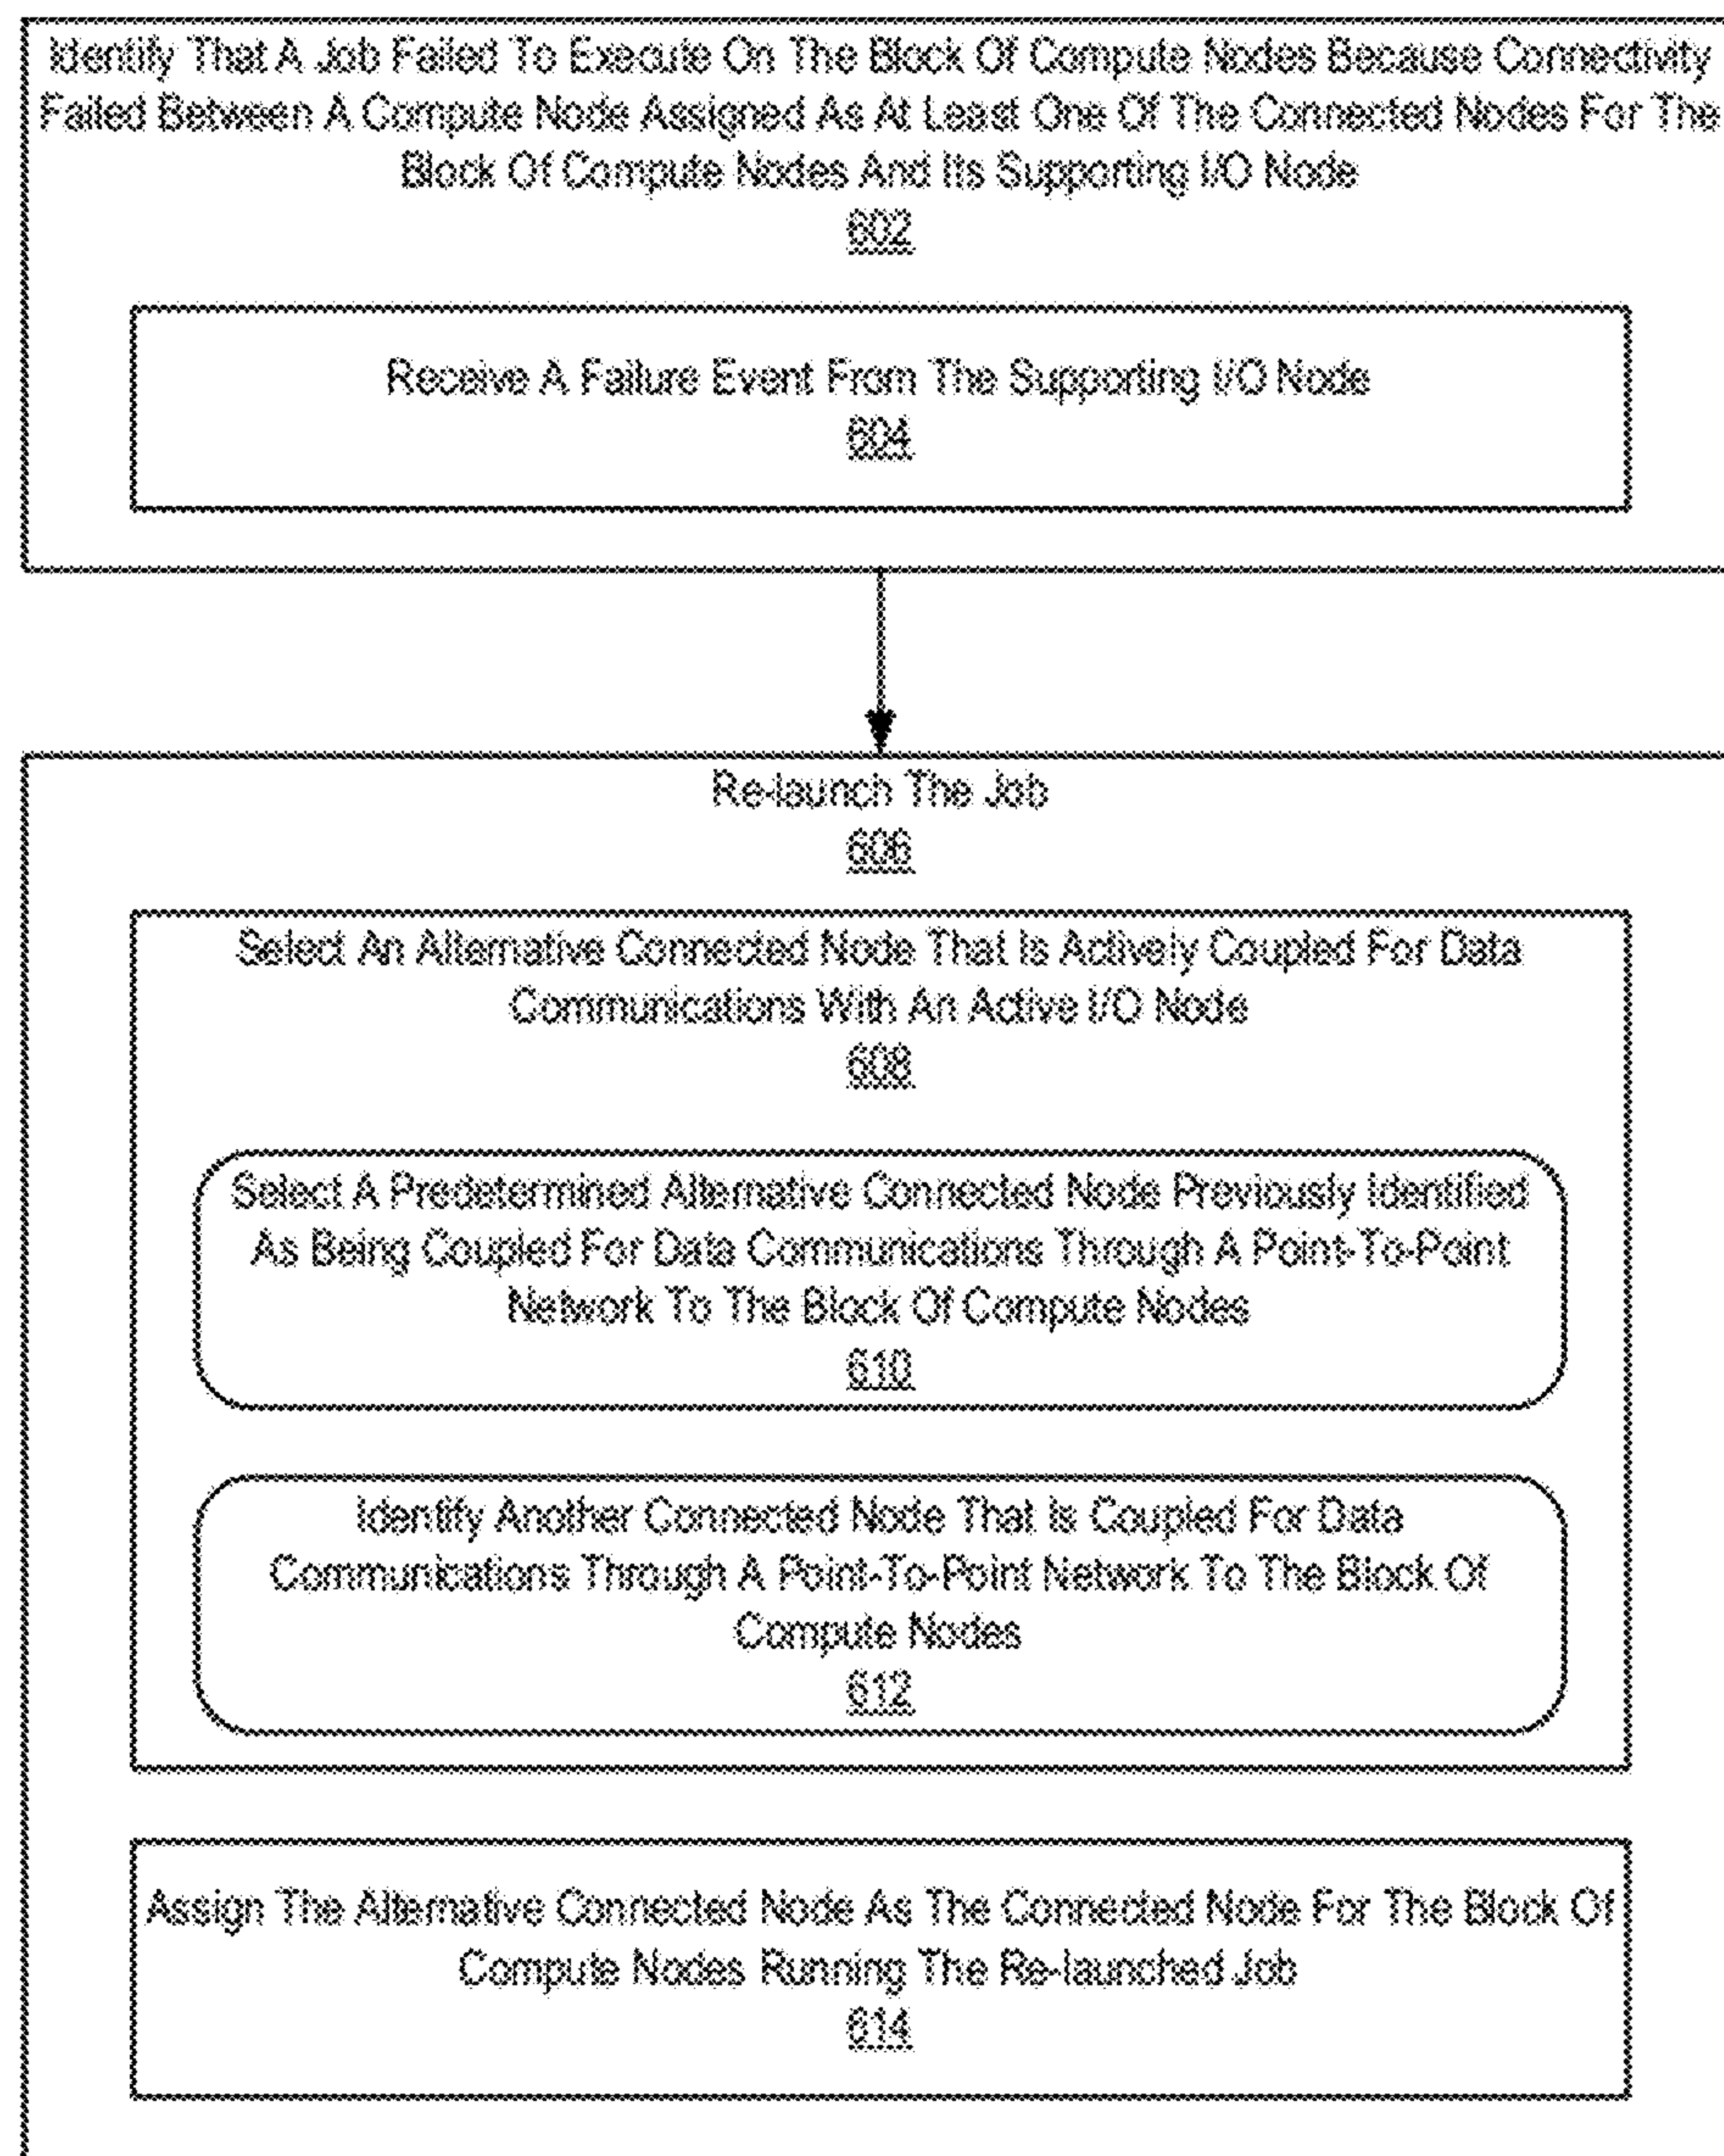 Identify That A Job Failed To Execute On The Block Of Compute Nodes Because Connectivity
Failed Between A Compute Node Assigned As At Least One Of The Connected Nodes For The
Block Of Compute Nodes And Its Supporting I/O Node
602
Receive A Failure Event From The Supporting I/O Node
604
Re-launch The Job
606
Select An Alternative Connected Node That Is Actively Coupled For Data
Communications With An Active I/O Node
608
Select A Predetermined Alternative Connected Node Previously Identified
As Being Coupled For Data Communications Through A Point-To-Point
Network To The Block Of Compute Nodes
610
Identify Another Connected Node That Is Coupled For Data
Communications Through A Point-To-Point Network To The Block Of
Compute Nodes
612
Assign The Alternative Connected Node As The Connected Node For The Block Of
Compute Nodes Running The Re-launched Job
614